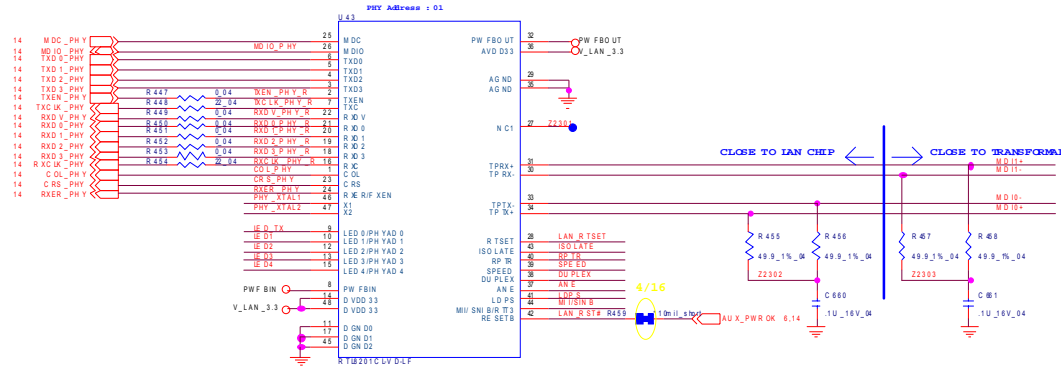 PHY Address : 01
U43
14 MDC_PHY 25 MDC
14 MDIO_PHY MDIO_PHY 26 MDIO
14 TXD0_PHY 6 TXD0
14 TXD1_PHY 5 TXD1
14 TXD2_PHY 4 TXD2
14 TXD3_PHY 3 TXD3
14 TXEN_PHY R447 0_04 TXEN_PHY_R 2 TXEN
14 TXCLK_PHY R448 22_04 TXCLK_PHY_R 7 TXC
14 RXDV_PHY R449 0_04 RXDV_PHY_R 22 RXDV
14 RXD0_PHY R450 0_04 RXD0_PHY_R 21 RXD0
14 RXD1_PHY R451 0_04 RXD1_PHY_R 20 RXD1
14 RXD2_PHY R452 0_04 RXD2_PHY_R 19 RXD2
14 RXD3_PHY R453 0_04 RXD3_PHY_R 18 RXD3
14 RXCLK_PHY R454 22_04 RXCLK_PHY_R 16 RXC
14 COL_PHY COL_PHY 1 COL
14 CRS_PHY CRS_PHY 23 CRS
14 RXER_PHY RXER_PHY 24 RXER/FXEN
PHY_XTAL1 46 X1
PHY_XTAL2 47 X2
LED_TX 9 LED0/PHYAD0
LED1 10 LED1/PHYAD1
LED2 12 LED2/PHYAD2
LED3 13 LED3/PHYAD3
LED4 15 LED4/PHYAD4
PWFBIN 8 PWFBIN
14 DVDD33
V_LAN_3.3 48 DVDD33
11 DGND0
17 DGND1
45 DGND2
RTL8201CL-VD-LF
PWFBOUT 32 PWFBOUT
AVDD33 36 V_LAN_3.3
AGND 29
AGND 35
NC1 27 Z2301
TPRX+ 31 MDI1+
TPRX- 30 MDI1-
TPTX- 33 MDI0-
TPTX+ 34 MDI0+
RTSET 28 LAN_RTSET
ISOLATE 43 ISOLATE
RPTR 40 RPTR
SPEED 39 SPEED
DUPLEX 38 DUPLEX
ANE 37 ANE
LDPS 41 LDPS
MII/SNIB/RTT3 44 MII/SNIB
RESETB 42 LAN_RST# R459 10mil_short AUX_PWROK 6,14
4/16
CLOSE TO LAN CHIP
CLOSE TO TRANSFORMA
R455 R456 R457 R458
49.9_1%_04 49.9_1%_04 49.9_1%_04 49.9_1%_04
Z2302 Z2303
C660 C661
.1U_16V_04 .1U_16V_04